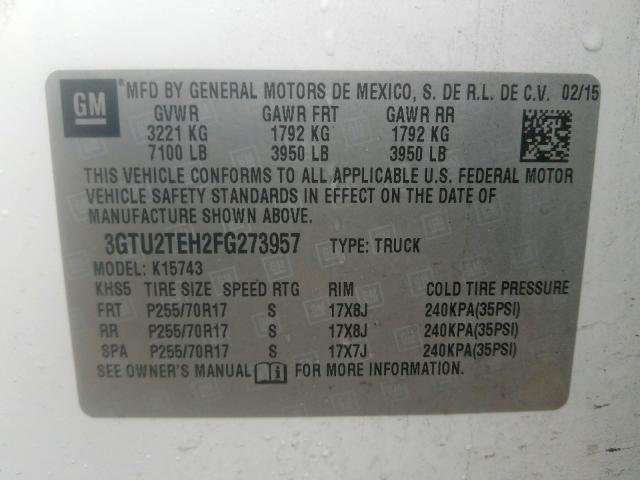 GM *MFD BY GENERAL MOTORS DE MEXICO, S. DE R.L. DE C.V. 02/15
GVWR GAWR FRT GAWR RR
3221 KG 1792 KG 1792 KG
7100 LB 3950 LB 3950 LB
THIS VEHICLE CONFORMS TO ALL APPLICABLE U.S. FEDERAL MOTOR
VEHICLE SAFETY STANDARDS IN EFFECT ON THE DATE OF
MANUFACTURE SHOWN ABOVE.
3GTU2TEH2FG273957 TYPE: TRUCK
MODEL: K15743
KHS5 TIRE SIZE SPEED RTG RIM COLD TIRE PRESSURE
FRT P255/70R17 S 17X8J 240KPA(35PSI)
RR P255/70R17 S 17X8J 240KPA(35PSI)
SPA P255/70R17 S 17X7J 240KPA(35PSI)
SEE OWNER'S MANUAL FOR MORE INFORMATION.